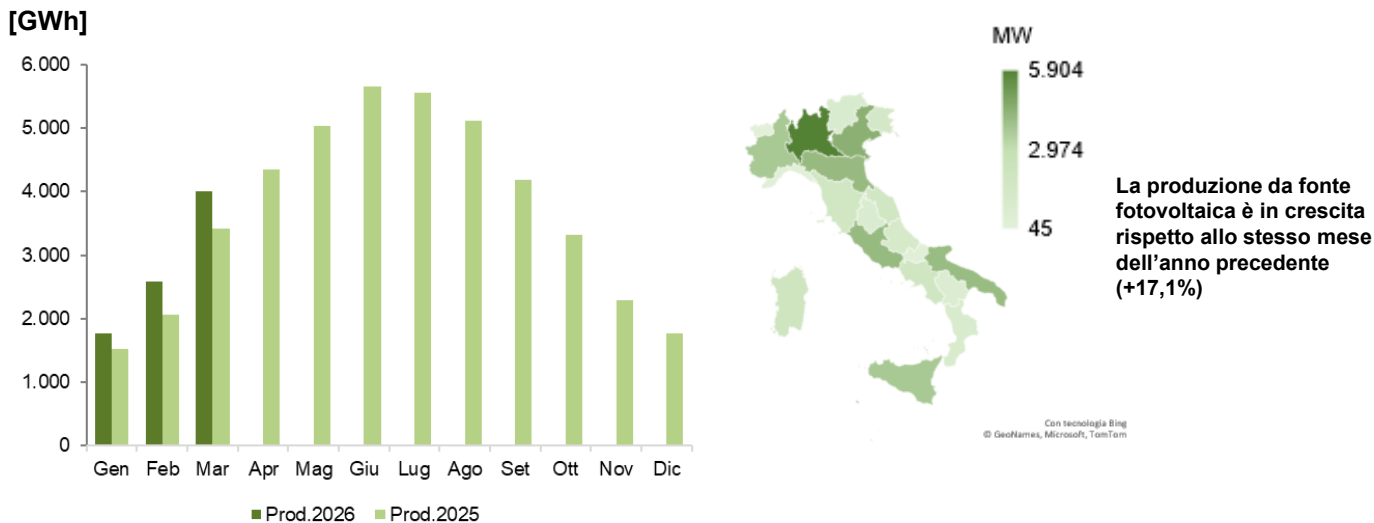 [GWh]
6.000
5.000
4.000
3.000
2.000
1.000
0
Gen Feb Mar Apr Mag Giu Lug Ago Set Ott Nov Dic
Prod.2026 Prod.2025
MW
5.904
2.974
45
Con tecnologia Bing
© GeoNames, Microsoft, TomTom
La produzione da fonte
fotovoltaica è in crescita
rispetto allo stesso mese
dell’anno precedente
(+17,1%)